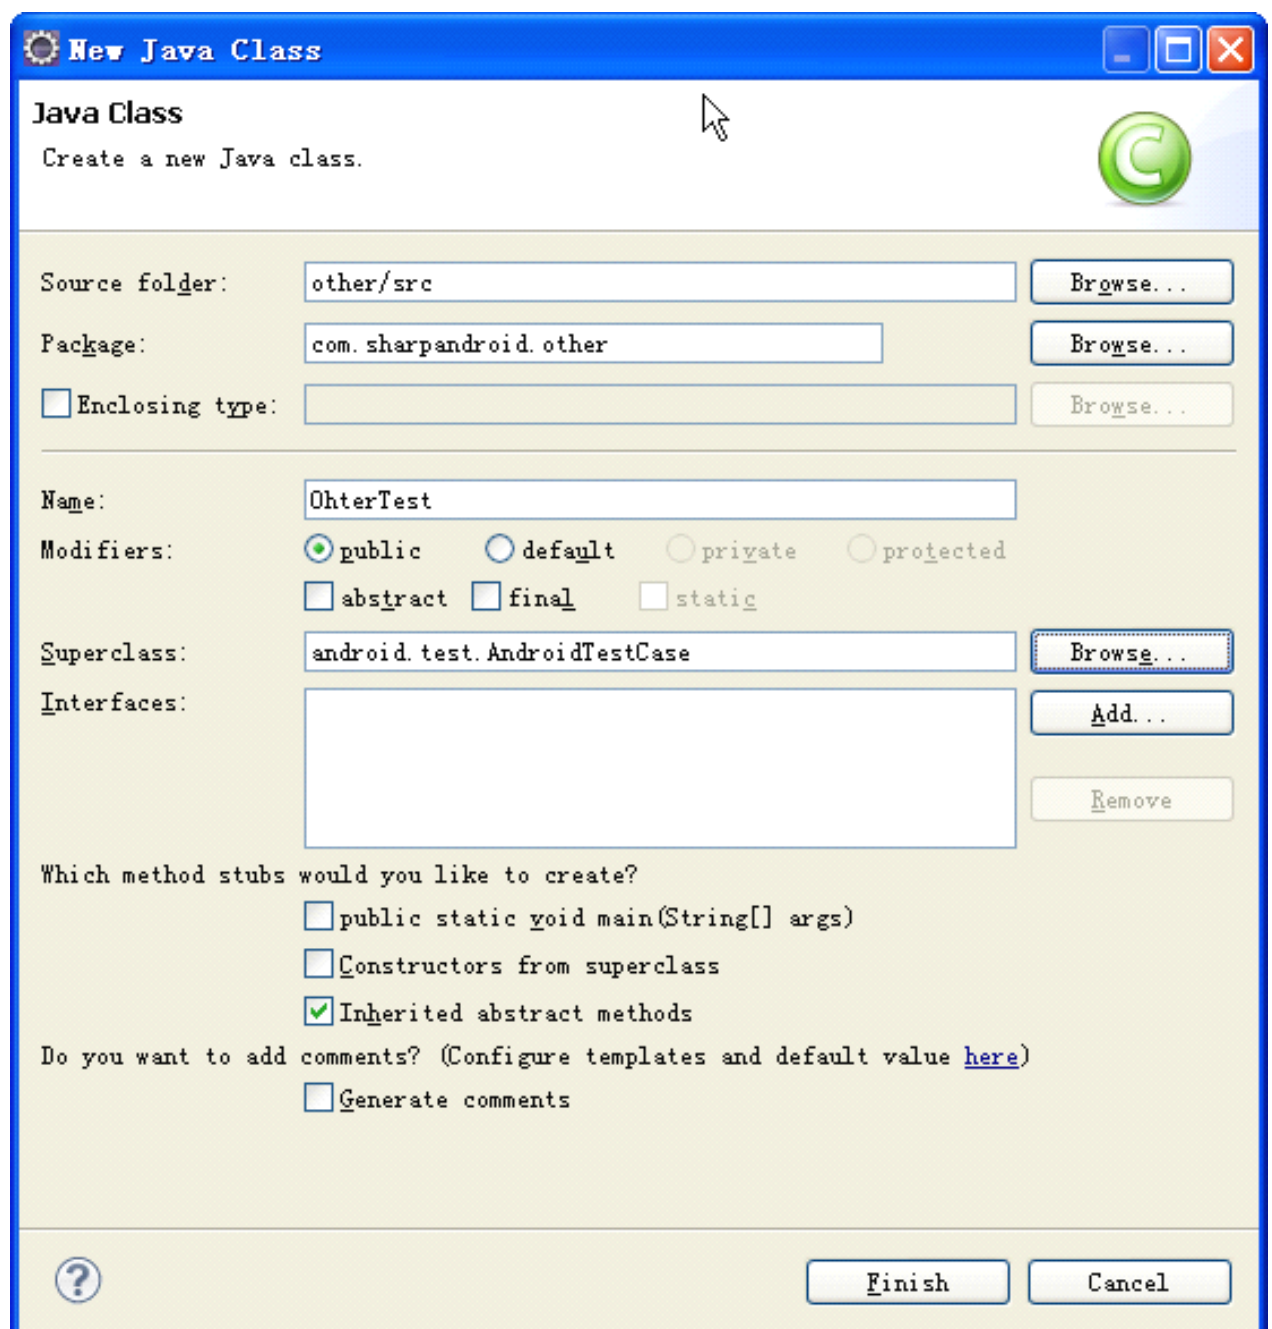 New Java Class
Java Class
Create a new Java class.
C
Source folder: other/src Browse...
Package: com.sharpandroid.other Browse...
Enclosing type: Browse...
Name: OhterTest
Modifiers: public default private protected
abstract final static
Superclass: android.test.AndroidTestCase Browse...
Interfaces: Add...
Remove
Which method stubs would you like to create?
public static void main(String[] args)
Constructors from superclass
Inherited abstract methods
Do you want to add comments? (Configure templates and default value here)
Generate comments
? Finish Cancel